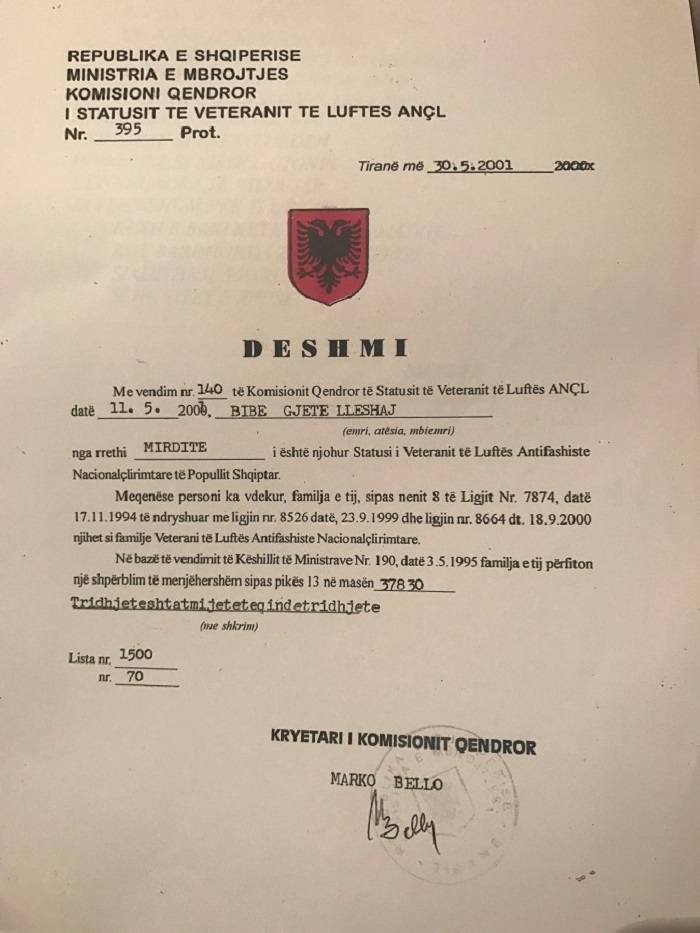 REPUBLIKA E SHQIPERISE
MINISTRIA E MBROJTJES
KOMISIONI QENDROR
I STATUSIT TE VETERANIT TE LUFTES ANÇL
Nr. 395 Prot.
Tiranë më 30.5.2001 2000x
DESHMI
Me vendim nr. 140 të Komisionit Qendror të Statusit të Veteranit të Luftës ANÇL
datë 11. 5. 2001, BIBE GJETE LLESHAJ
(emri, atësia, mbiemri)
nga rrethi MIRDITE i është njohur Statusi i Veteranit të Luftës Antifashiste
Nacionalçlirimtare të Popullit Shqiptar.
Meqenëse personi ka vdekur, familja e tij, sipas nenit 8 të Ligjit Nr. 7874, datë
17.11.1994 të ndryshuar me ligjin nr. 8526 datë, 23.9.1999 dhe ligjin nr. 8664 dt. 18.9.2000
njihet si familje Veterani të Luftës Antifashiste Nacionalçlirimtare.
Në bazë të vendimit të Këshillit të Ministrave Nr. 190, datë 3.5.1995 familja e tij përfiton
një shpërblim të menjëhershëm sipas pikës 13 në masën 37830
Tridhjeteshtatmijeteteqindetridhjete
(me shkrim)
Lista nr. 1500
nr. 70
KRYETARI I KOMISIONIT QENDROR
MARKO BELLO